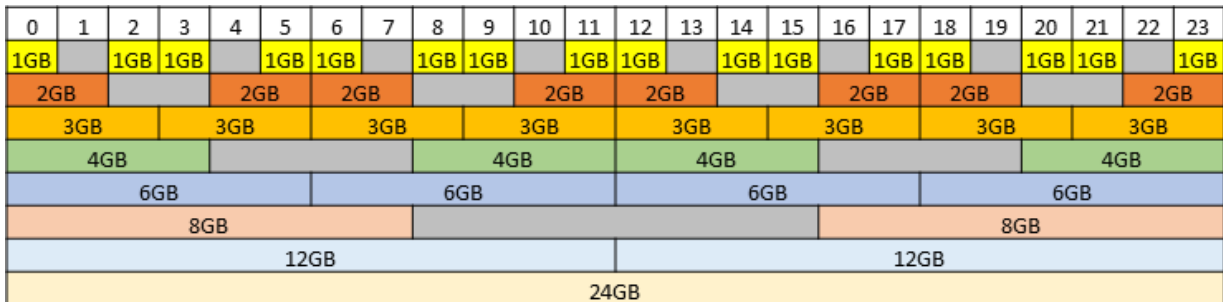 0 1 2 3 4 5 6 7 8 9 10 11 12 13 14 15 16 17 18 19 20 21 22 23
1GB 1GB 1GB 1GB 1GB 1GB 1GB 1GB 1GB 1GB 1GB 1GB 1GB 1GB 1GB 1GB
2GB 2GB 2GB 2GB 2GB 2GB 2GB 2GB
3GB 3GB 3GB 3GB 3GB 3GB 3GB 3GB
4GB 4GB 4GB 4GB
6GB 6GB 6GB 6GB
8GB 8GB
12GB 12GB
24GB